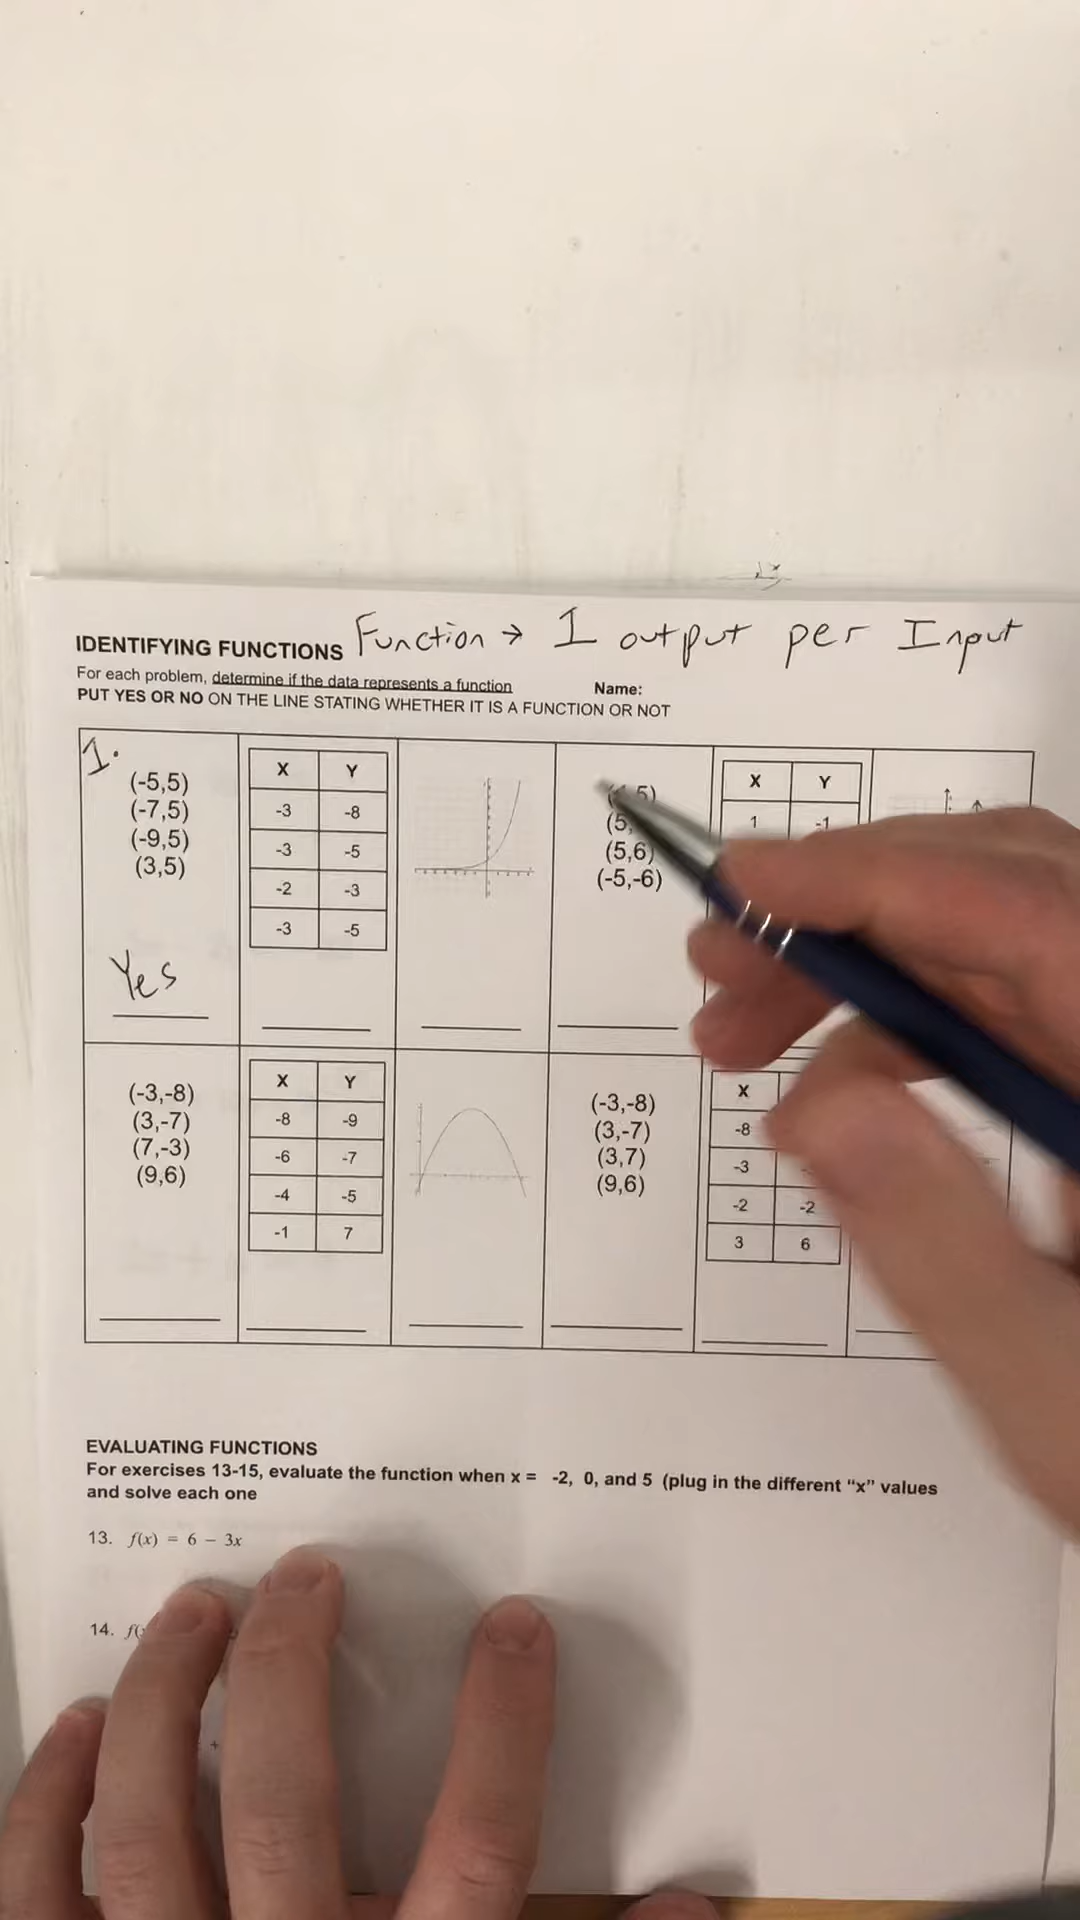 IDENTIFYING FUNCTIONS Function → 1 output per Input
For each problem, determine if the data represents a function Name:
PUT YES OR NO ON THE LINE STATING WHETHER IT IS A FUNCTION OR NOT
1.
(-5,5)
(-7,5)
(-9,5)
(3,5)
Yes
X Y
-3 -8
-3 -5
-2 -3
-3 -5
(5,6)
(-5,-6)
X Y
1 -1
(-3,-8)
(3,-7)
(7,-3)
(9,6)
X Y
-8 -9
-6 -7
-4 -5
-1 7
(-3,-8)
(3,-7)
(3,7)
(9,6)
X
-8
-3
-2 -2
3 6
EVALUATING FUNCTIONS
For exercises 13-15, evaluate the function when x = -2, 0, and 5 (plug in the different “x” values
and solve each one
13. f(x) = 6 – 3x
14.